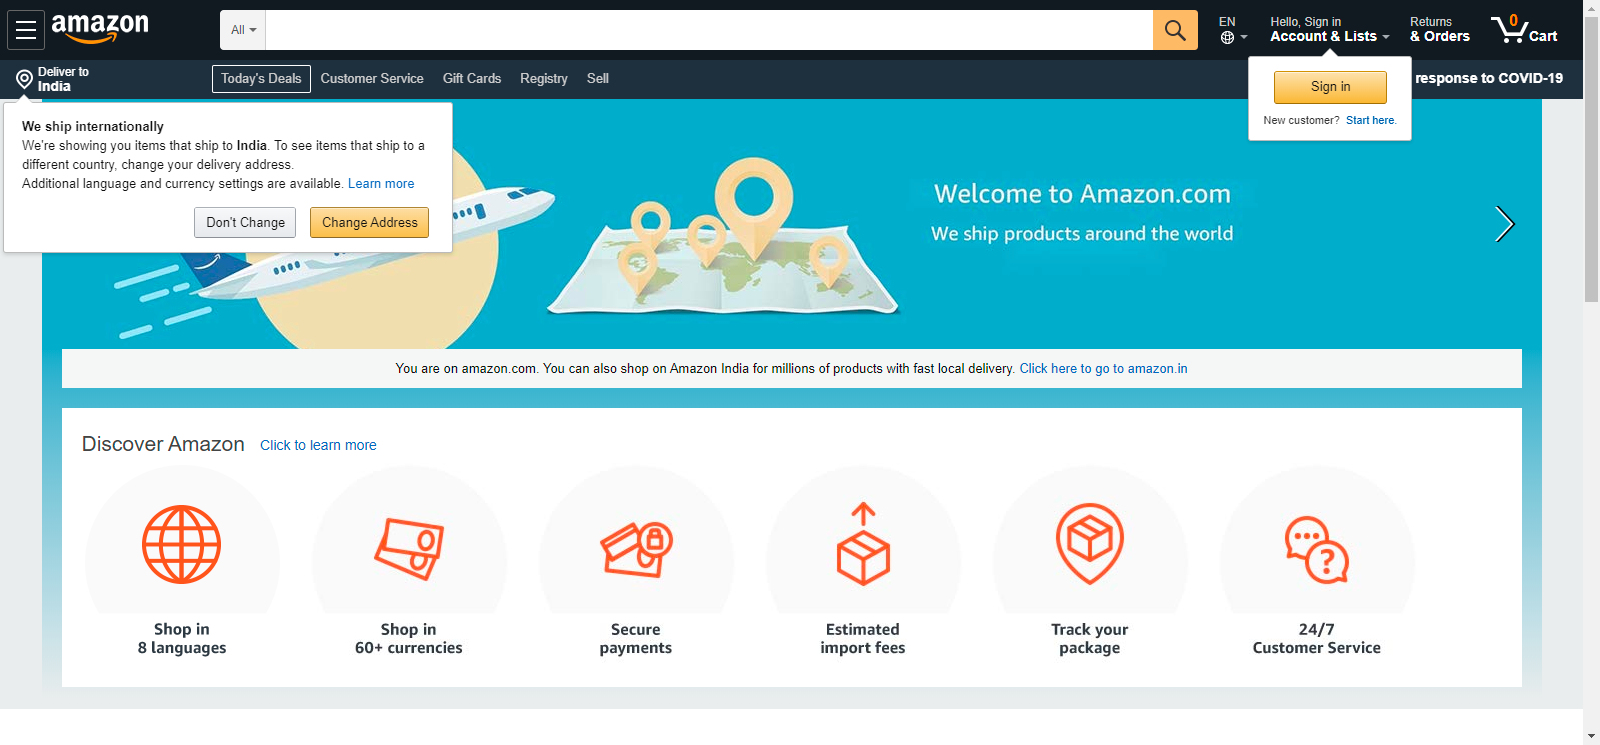 amazon
All
EN
Hello, Sign in
Account & Lists
Returns
& Orders
0
Cart
Deliver to
India
Today's Deals
Customer Service
Gift Cards
Registry
Sell
response to COVID-19
Sign in
New customer? Start here.
We ship internationally
We're showing you items that ship to India. To see items that ship to a
different country, change your delivery address.
Additional language and currency settings are available. Learn more
Don't Change
Change Address
Welcome to Amazon.com
We ship products around the world
You are on amazon.com. You can also shop on Amazon India for millions of products with fast local delivery. Click here to go to amazon.in
Discover Amazon
Click to learn more
Shop in
8 languages
Shop in
60+ currencies
Secure
payments
Estimated
import fees
Track your
package
24/7
Customer Service